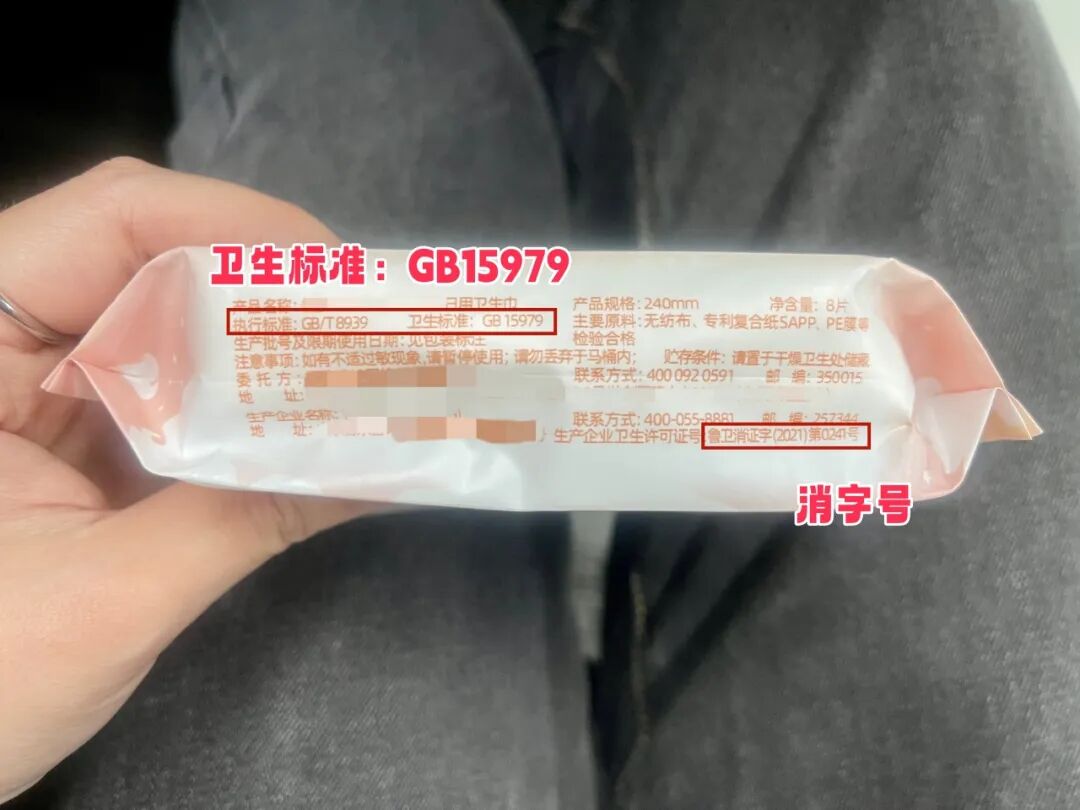 卫生标准：GB15979
产品名称： 日用卫生巾 产品规格：240mm 净含量：8片
执行标准：GB/T 8939 卫生标准：GB 15979 主要原料：无纺布、专利复合纸SAPP、PE膜等
生产批号及限期使用日期：见包装标注 检验合格
注意事项：如有不适过敏现象，请暂停使用；请勿丢弃于马桶内； 贮存条件：请置于干燥卫生处储藏
委托方： 联系方式：400 092 0591 邮编：350015
地址：
生产企业名称： 联系方式：400-055-8881 邮编：257344
地址： 生产企业卫生许可证号：鲁卫消证字(2021)第0241号
消字号